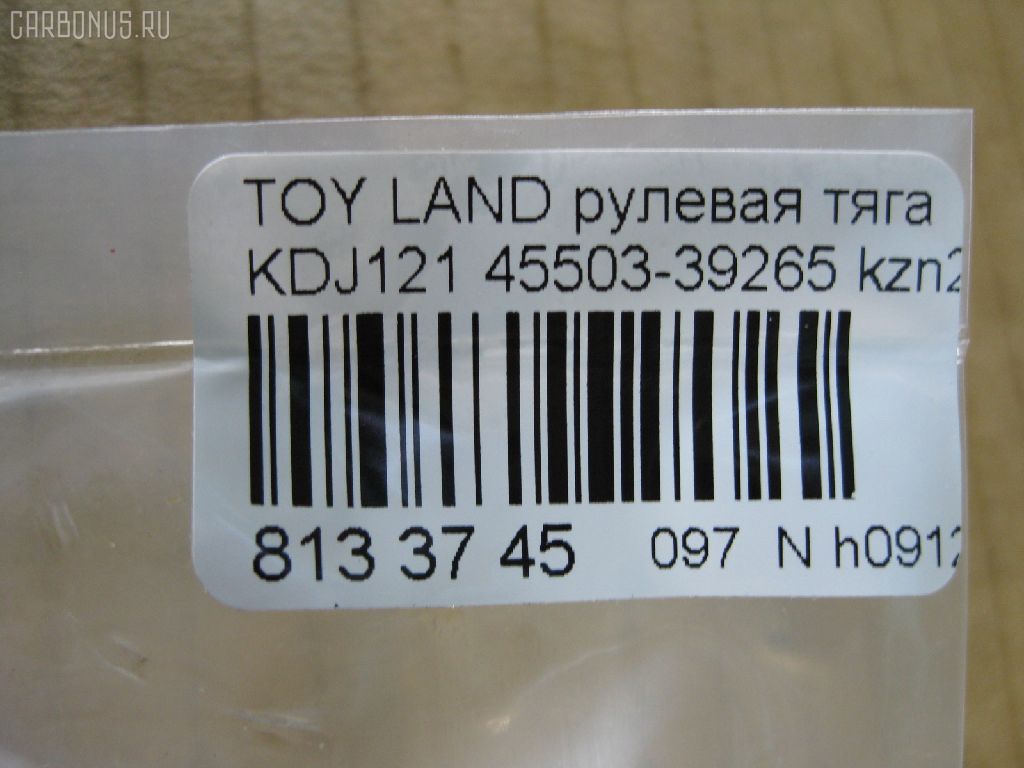 CARBONUS.RU
TOY LAND рулевая тяга
KDJ121 45503-39265 kzn2
813 37 45 097 N h0912